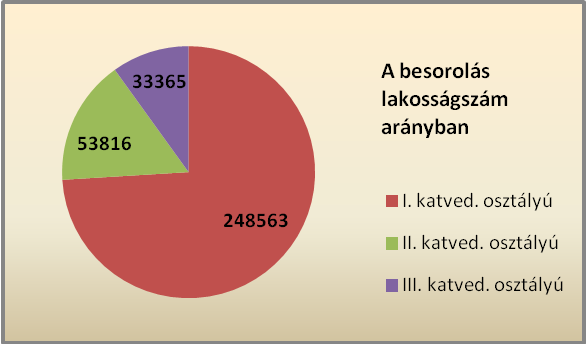 33365
53816
248563
A besorolás
lakosságszám
arányban
I. katved. osztályú
II. katved. osztályú
III. katved. osztályú